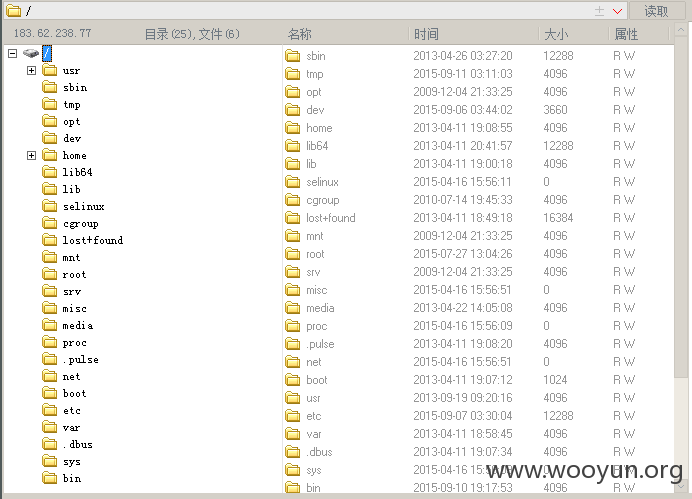 / 读取
183.62.238.77 目录(25),文件(6) 名称 时间 大小 属性
/ sbin 2013-04-26 03:27:20 12288 R W
usr tmp 2015-09-11 03:11:03 4096 R W
sbin opt 2009-12-04 21:33:25 4096 R W
tmp dev 2015-09-06 03:44:02 3660 R W
opt home 2013-04-11 19:08:55 4096 R W
dev lib64 2013-04-11 20:41:57 12288 R W
home lib 2013-04-11 19:00:18 4096 R W
lib64 selinux 2015-04-16 15:56:11 0 R W
lib cgroup 2010-07-14 19:45:33 4096 R W
selinux lost+found 2013-04-11 18:49:18 16384 R W
cgroup mnt 2009-12-04 21:33:25 4096 R W
lost+found root 2015-07-27 13:04:26 4096 R W
mnt srv 2009-12-04 21:33:25 4096 R W
root misc 2015-04-16 15:56:51 0 R W
srv media 2013-04-22 14:05:08 4096 R W
misc proc 2015-04-16 15:56:09 0 R W
media .pulse 2013-04-11 19:08:20 4096 R W
proc net 2015-04-16 15:56:51 0 R W
.pulse boot 2013-04-11 19:07:12 1024 R W
net usr 2013-09-19 09:20:16 4096 R W
boot etc 2015-09-07 03:30:04 12288 R W
etc var 2013-04-11 18:58:45 4096 R W
var .dbus 2013-04-11 19:07:34 4096 R W
.dbus sys 2015-04-16 R W
sys bin 2015-09-10 19:17:53 4096 R W
bin
www.wooyun.org